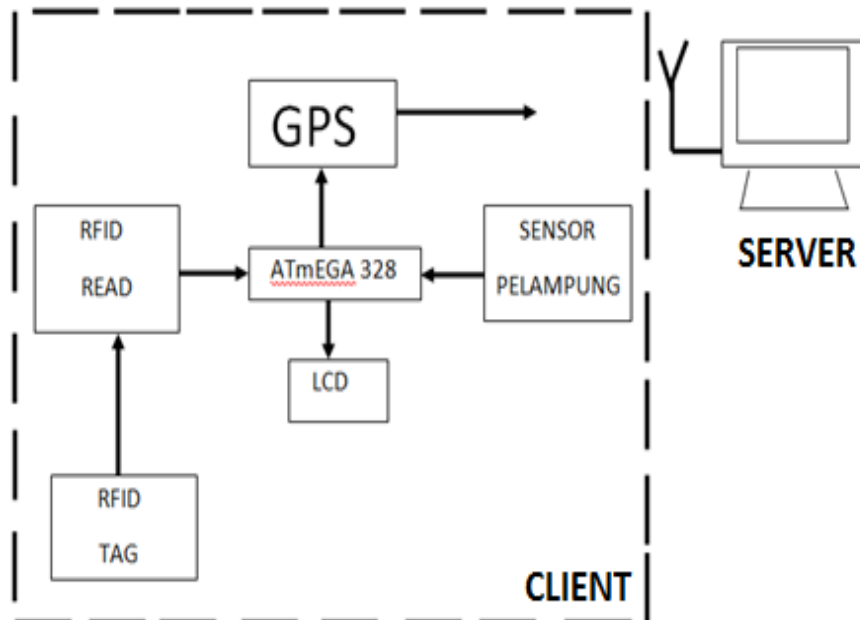 GPS
RFID
READ
ATmEGA 328
SENSOR
PELAMPUNG
SERVER
LCD
RFID
TAG
CLIENT